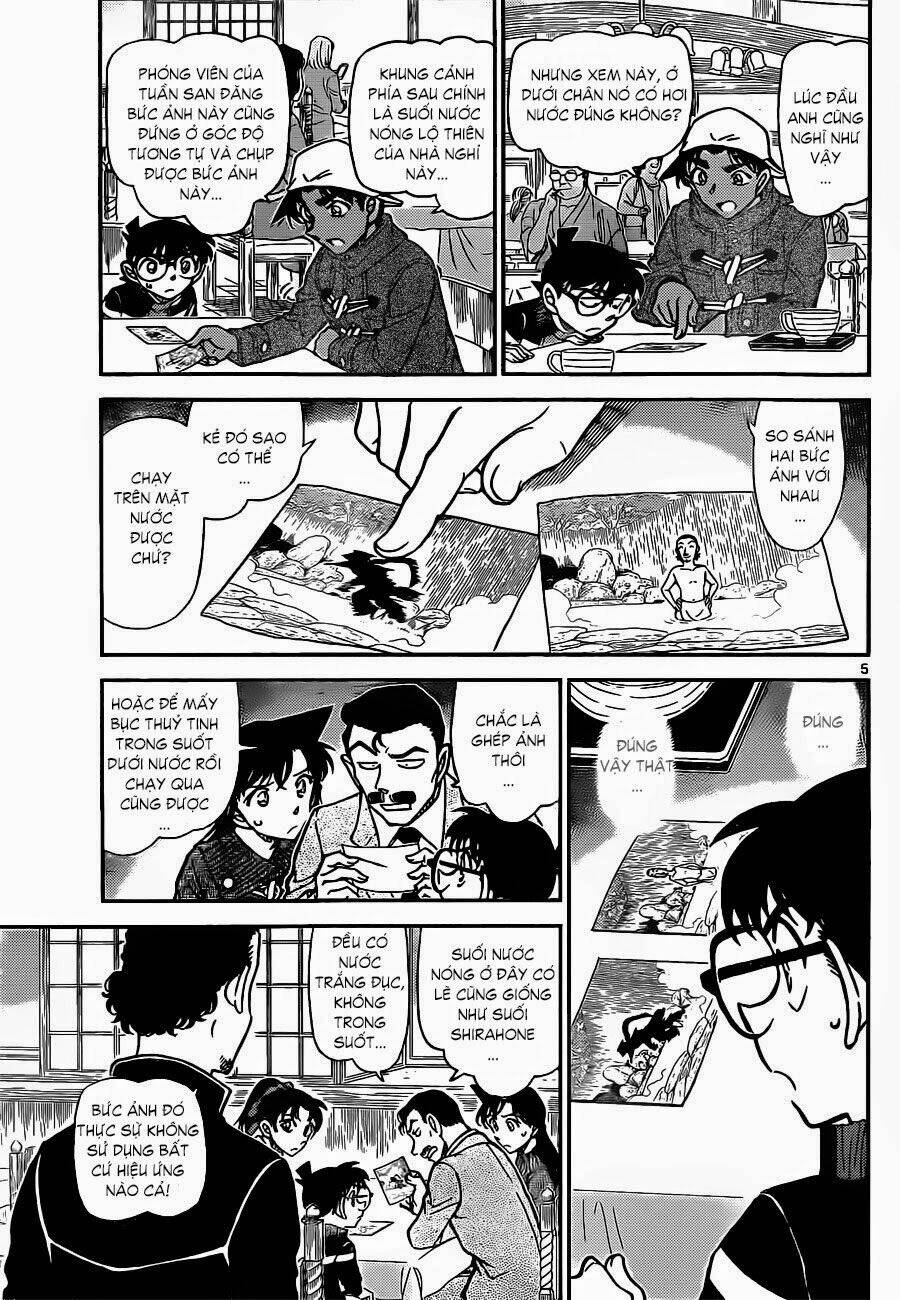 LÚC ĐẦU
ANH CŨNG
NGHĨ NHƯ
VẬY
...
NHƯNG XEM NÀY, Ở
DƯỚI CHÂN NÓ CÓ HƠI
NƯỚC ĐÚNG KHÔNG?
KHUNG CẢNH
PHÍA SAU CHÍNH
LÀ SUỐI NƯỚC
NÓNG LỘ THIÊN
CỦA NHÀ NGHỈ
NÀY...
PHÓNG VIÊN CỦA
TUẦN SAN ĐĂNG
BỨC ẢNH NÀY CŨNG
ĐỨNG Ở GÓC ĐỘ
TƯƠNG TỰ VÀ CHỤP
ĐƯỢC BỨC ẢNH
NÀY...
SO SÁNH
HAI BỨC
ẢNH VỚI
NHAU
...
KẺ ĐÓ SAO
CÓ THỂ
...
CHẠY
TRÊN MẶT
NƯỚC
ĐƯỢC
CHỨ?
5
ĐÚNG
...
ĐÚNG
VẬY THẬT
...
CHẮC LÀ
GHÉP ẢNH
THÔI
HOẶC ĐỂ MẤY
BỤC THUỶ TINH
TRONG SUỐT
DƯỚI NƯỚC RỒI
CHẠY QUA
CŨNG ĐƯỢC
...
SUỐI NƯỚC
NÓNG Ở ĐÂY CÓ
LẼ CŨNG GIỐNG
NHƯ SUỐI
SHIRAHONE
...
ĐỀU CÓ
NƯỚC
TRẮNG ĐỤC,
KHÔNG
TRONG
SUỐT...
BỨC ẢNH ĐÓ
THỰC SỰ KHÔNG
SỬ DỤNG BẤT
CỨ HIỆU ỨNG
NÀO CẢ!